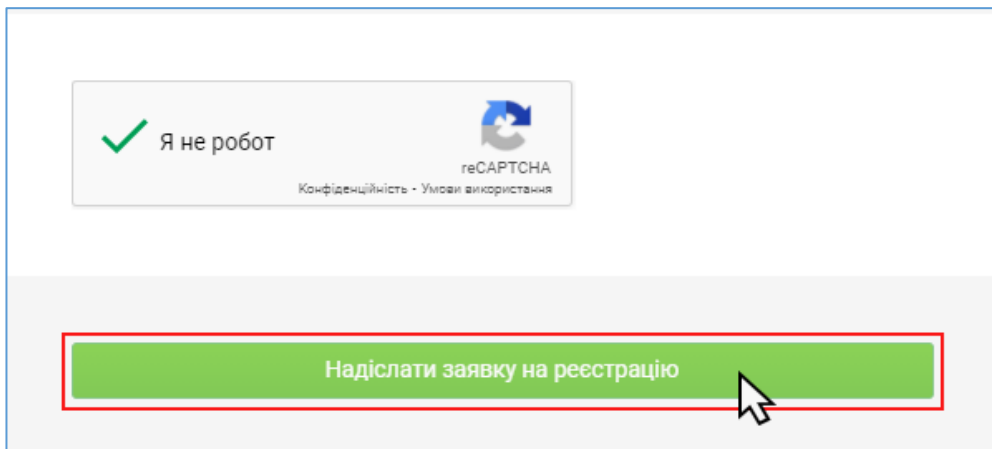 Я не робот
reCAPTCHA
Конфіденційність - Умови використання
Надіслати заявку на реєстрацію